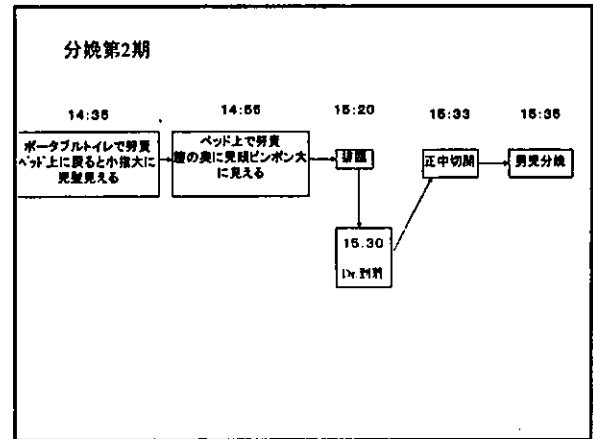 分娩第2期
14:35
14:55
15:20
15:33
15:35
ポータブルトイレで努責
ベッド上に戻ると小指大に
児髪見える
ベッド上で努責
膣の奥に児頭ピンポン大
に見える
排臨
正中切開
男児分娩
15.30
Dr.到着